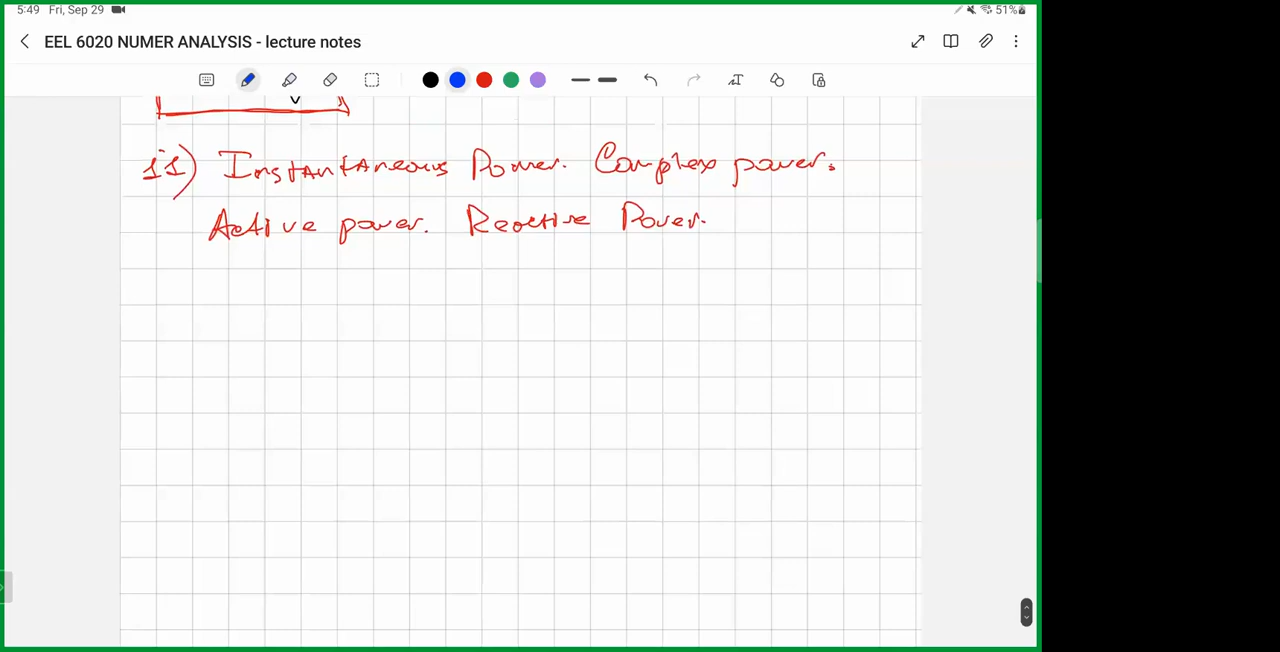 5:49 Fri, Sep 29 51%
EEL 6020 NUMER ANALYSIS - lecture notes
V
ii) Instantaneous Power. Complex power.
Active power. Reactive Power.